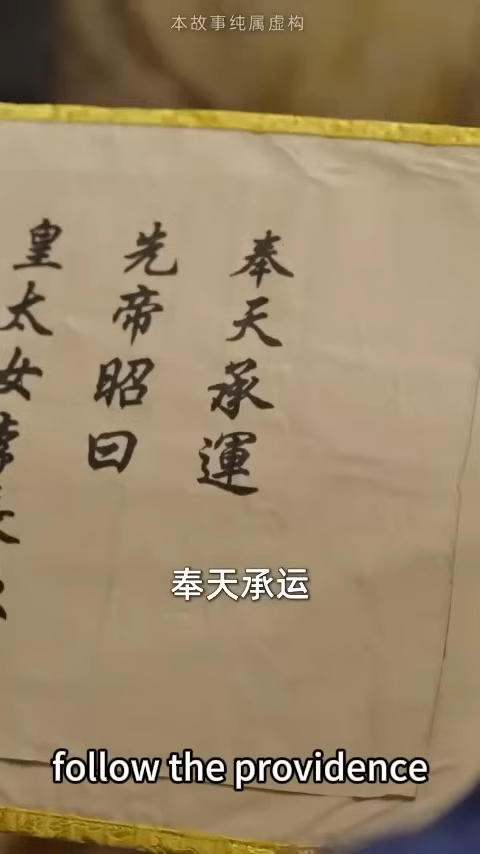 本故事纯属虚构
奉天承運
先帝昭曰
皇太女
奉天承运
follow the providence